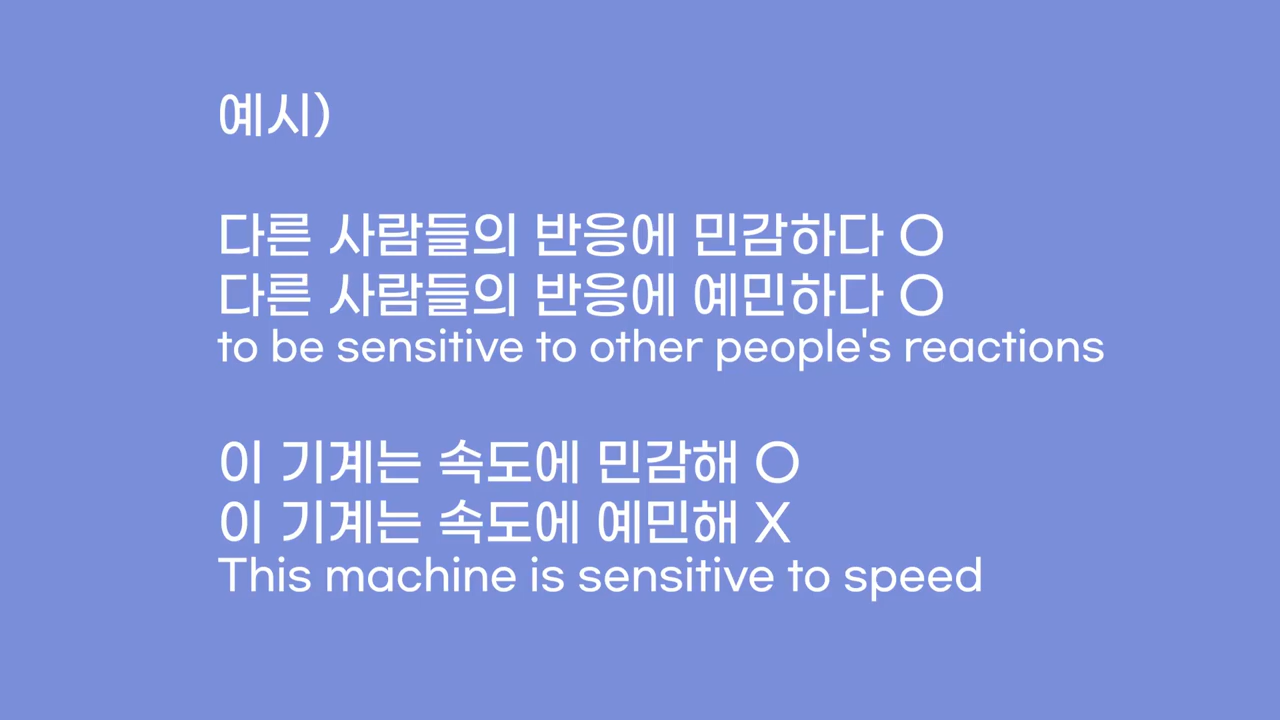 예시)
다른 사람들의 반응에 민감하다 O
다른 사람들의 반응에 예민하다 O
to be sensitive to other people's reactions
이 기계는 속도에 민감해 O
이 기계는 속도에 예민해 X
This machine is sensitive to speed